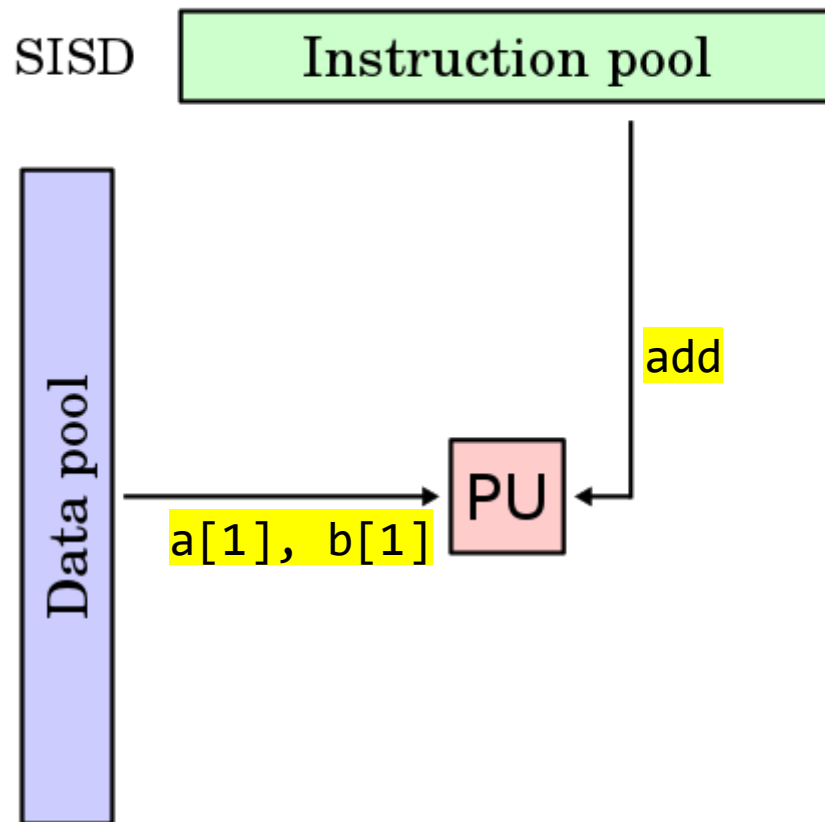 SISD
Instruction pool
add
PU
a[1], b[1]
Data pool